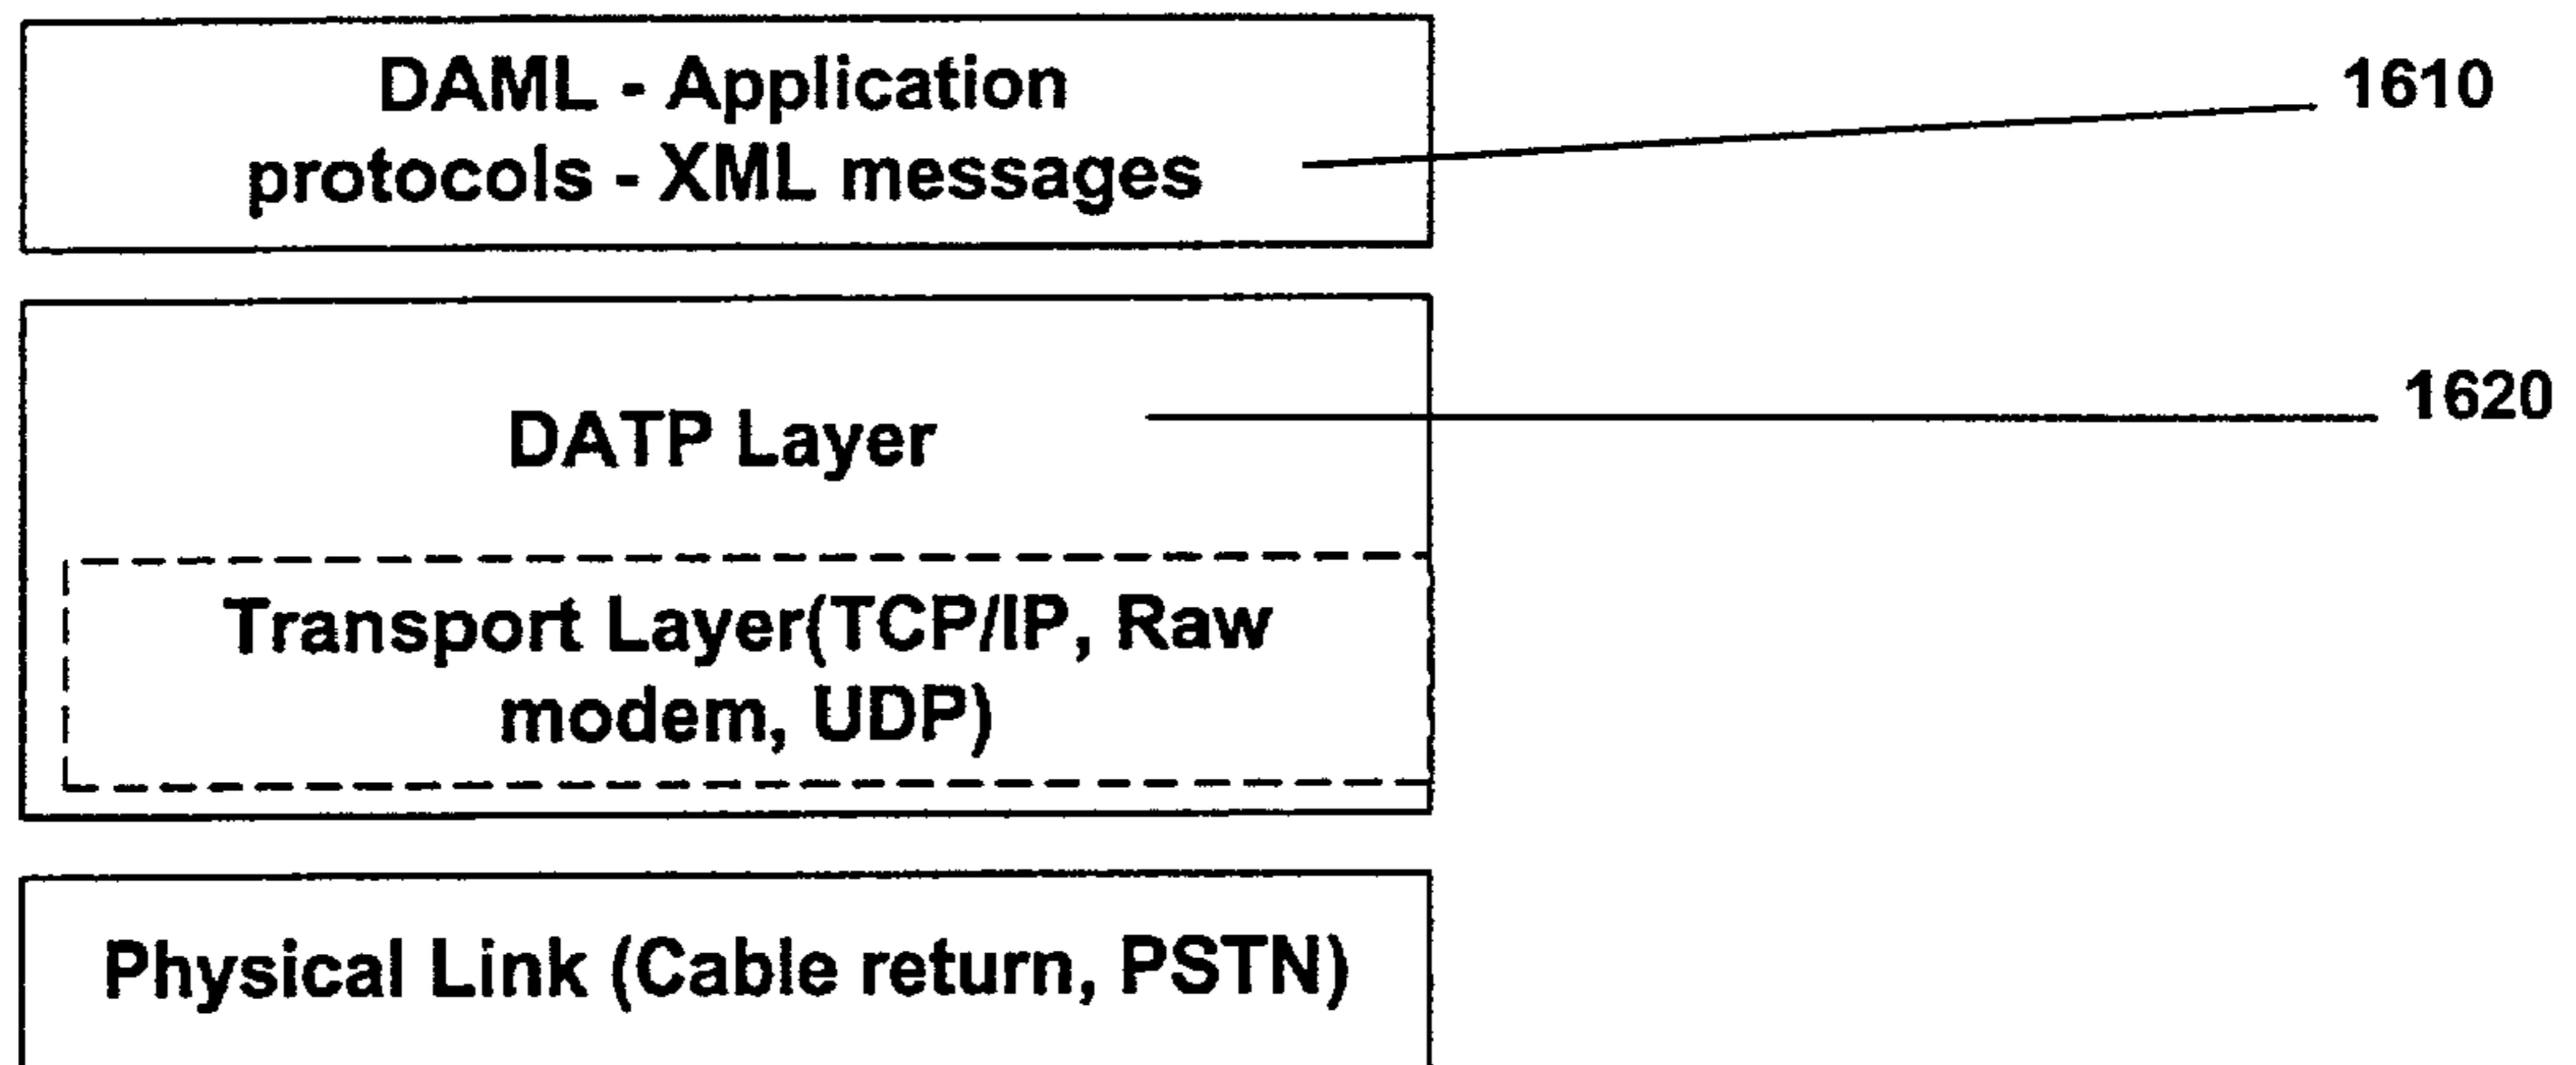 DAML - Application
protocols - XML messages
1610
DATP Layer
1620
Transport Layer(TCP/IP, Raw
modem, UDP)
Physical Link (Cable return, PSTN)